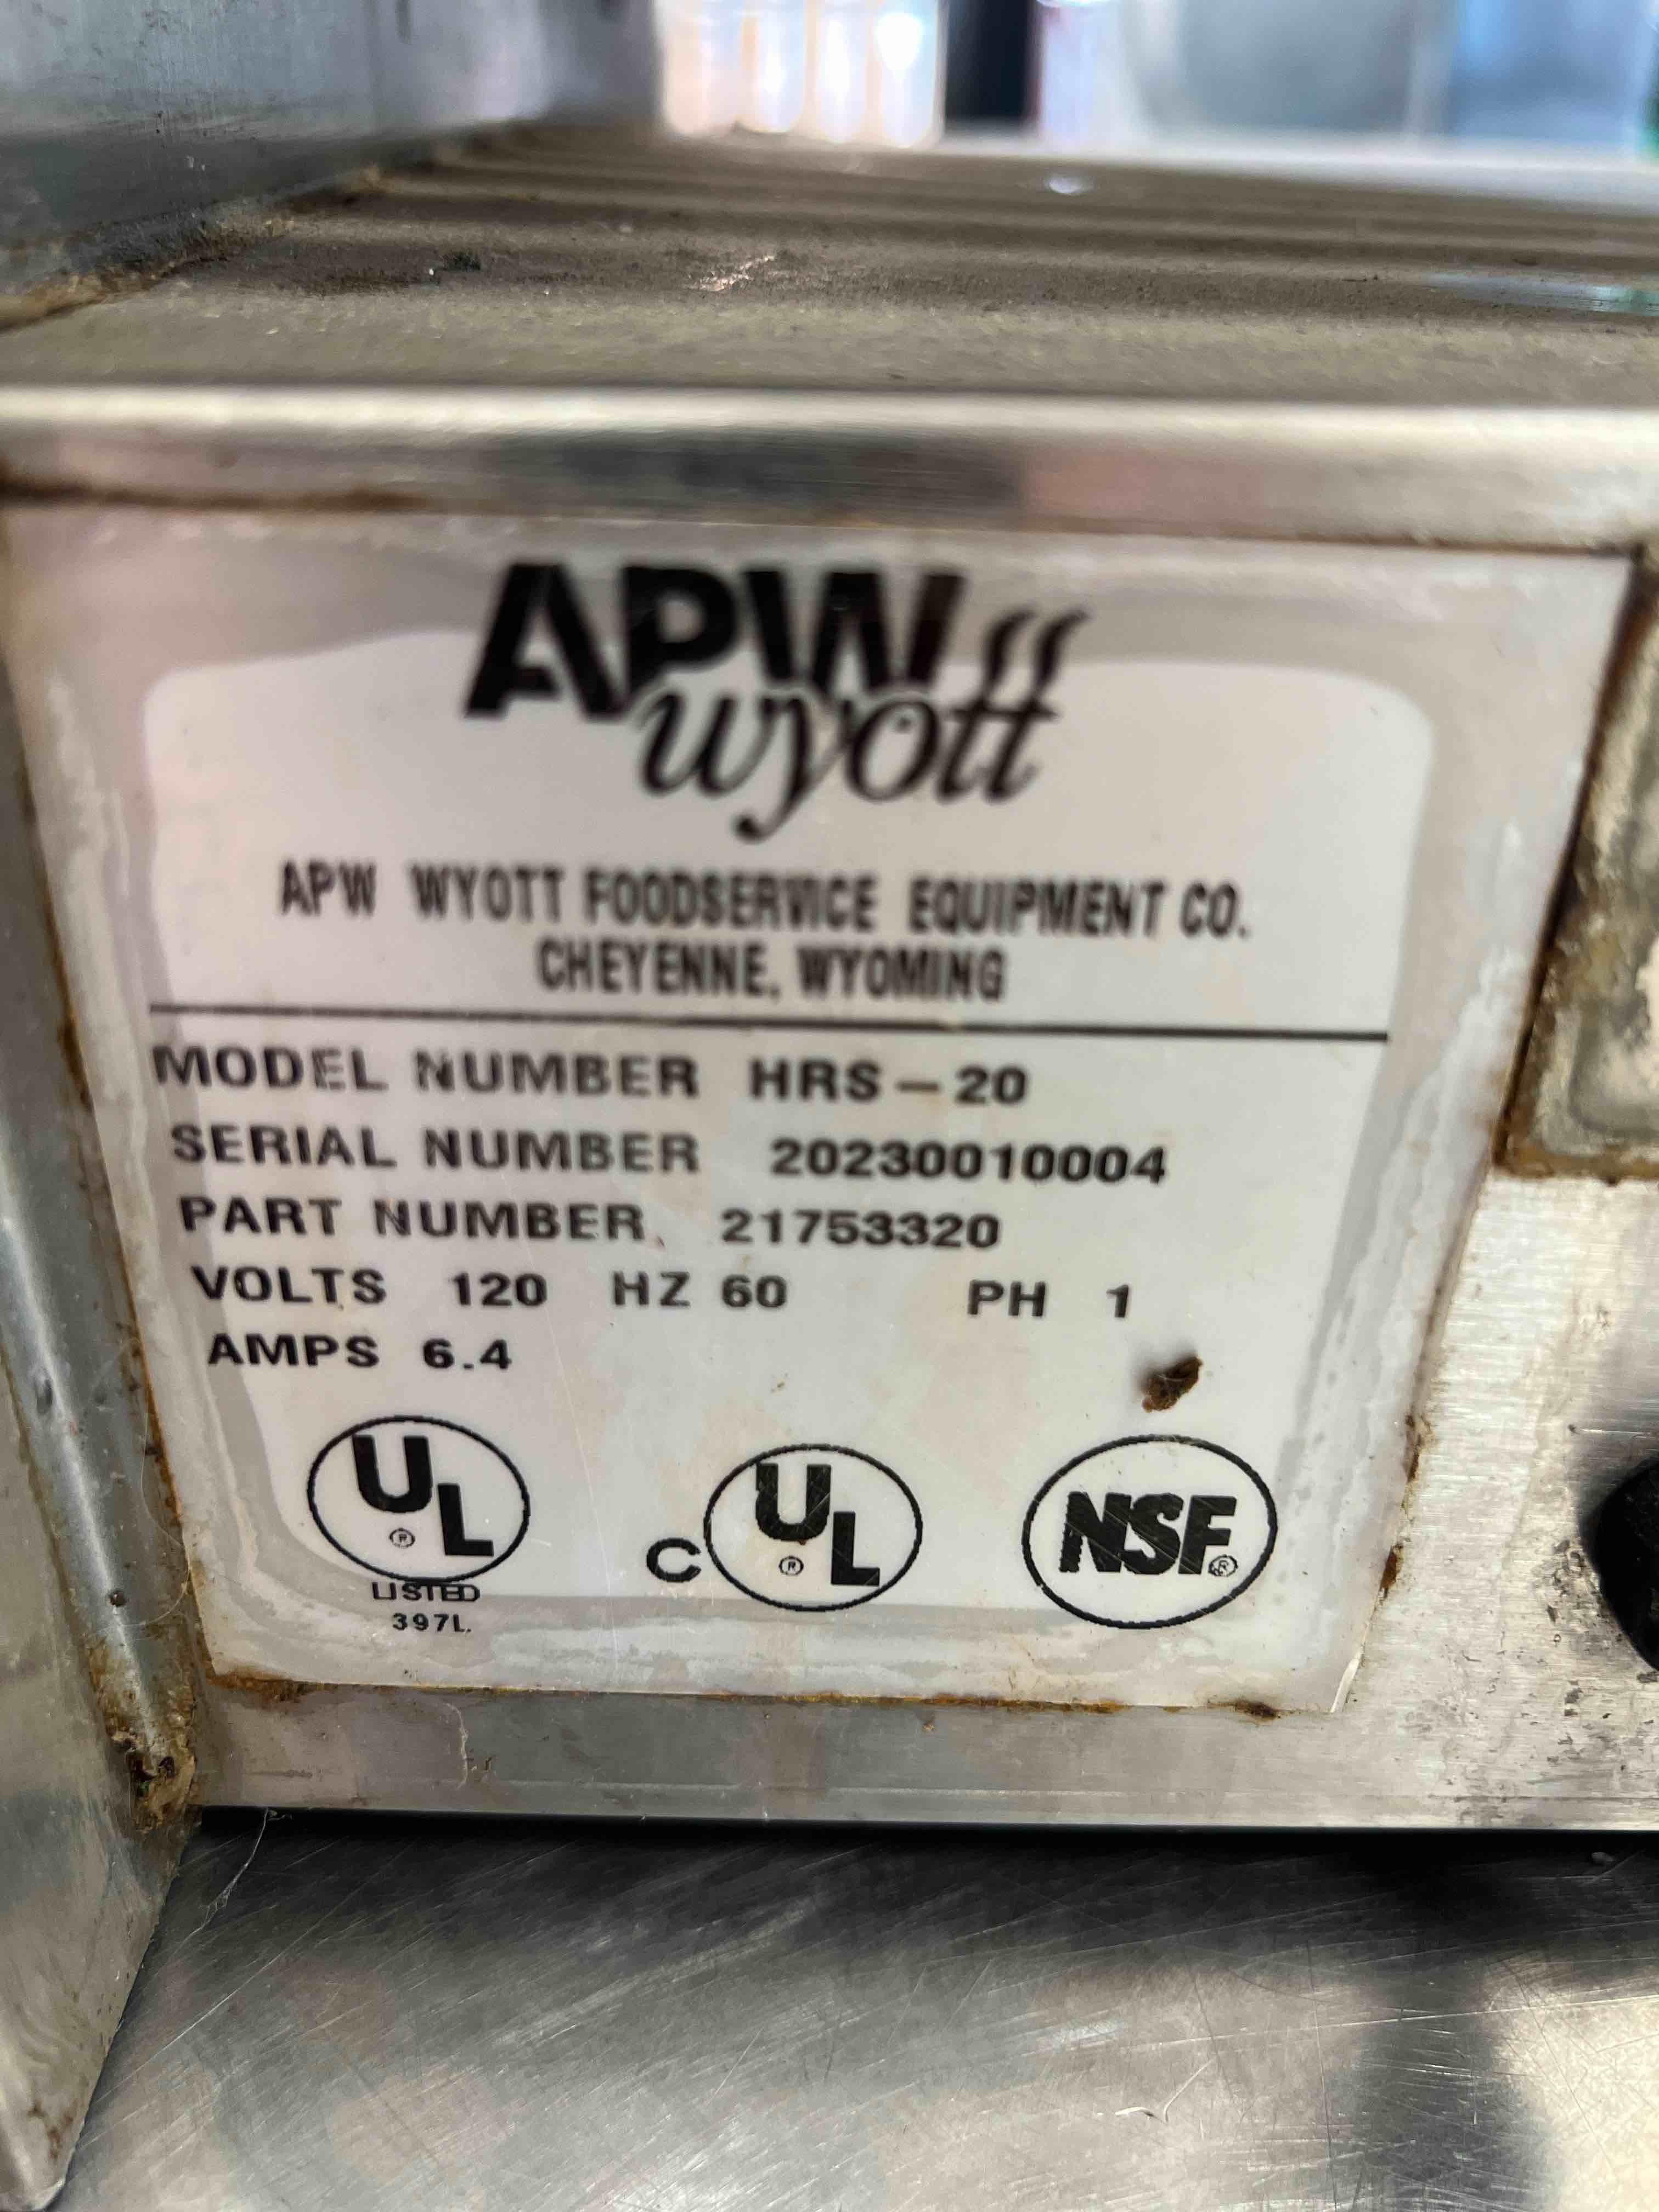 APW
wyott
APW WYOTT FOODSERVICE EQUIPMENT CO.
CHEYENNE, WYOMING
MODEL NUMBER HRS-20
SERIAL NUMBER 20230010004
PART NUMBER. 21753320
VOLTS 120 HZ 60 PH 1
AMPS 6.4
UL ® C UL ® NSF ®
LISTED
397L